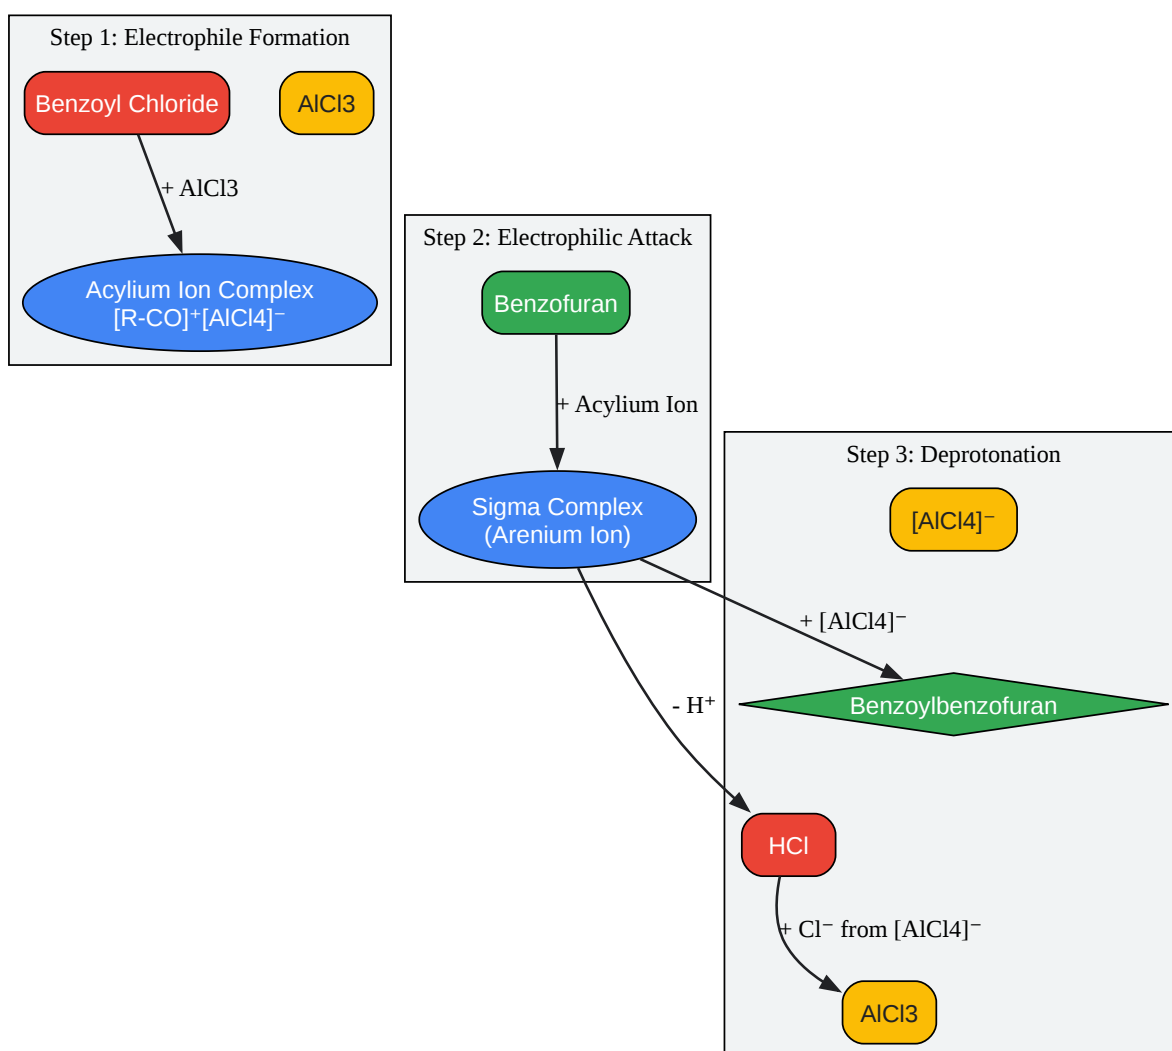 Step 1: Electrophile Formation
Benzoyl Chloride
AlCl3
+ AlCl3
Acylium Ion Complex
[R-CO]⁺[AlCl4]⁻
Step 2: Electrophilic Attack
Benzofuran
+ Acylium Ion
Sigma Complex
(Arenium Ion)
Step 3: Deprotonation
[AlCl4]⁻
+ [AlCl4]⁻
- H⁺
Benzoylbenzofuran
HCl
+ Cl⁻ from [AlCl4]⁻
AlCl3